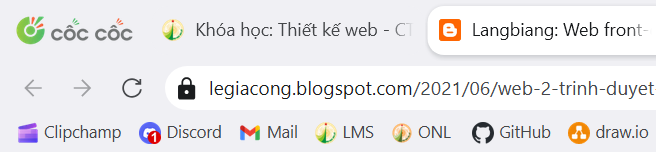 cốc cốc Khóa học: Thiết kế web - CT Langbiang: Web front-
legiacong.blogspot.com/2021/06/web-2-trinh-duyet
Clipchamp 1 Discord Mail LMS ONL GitHub draw.io